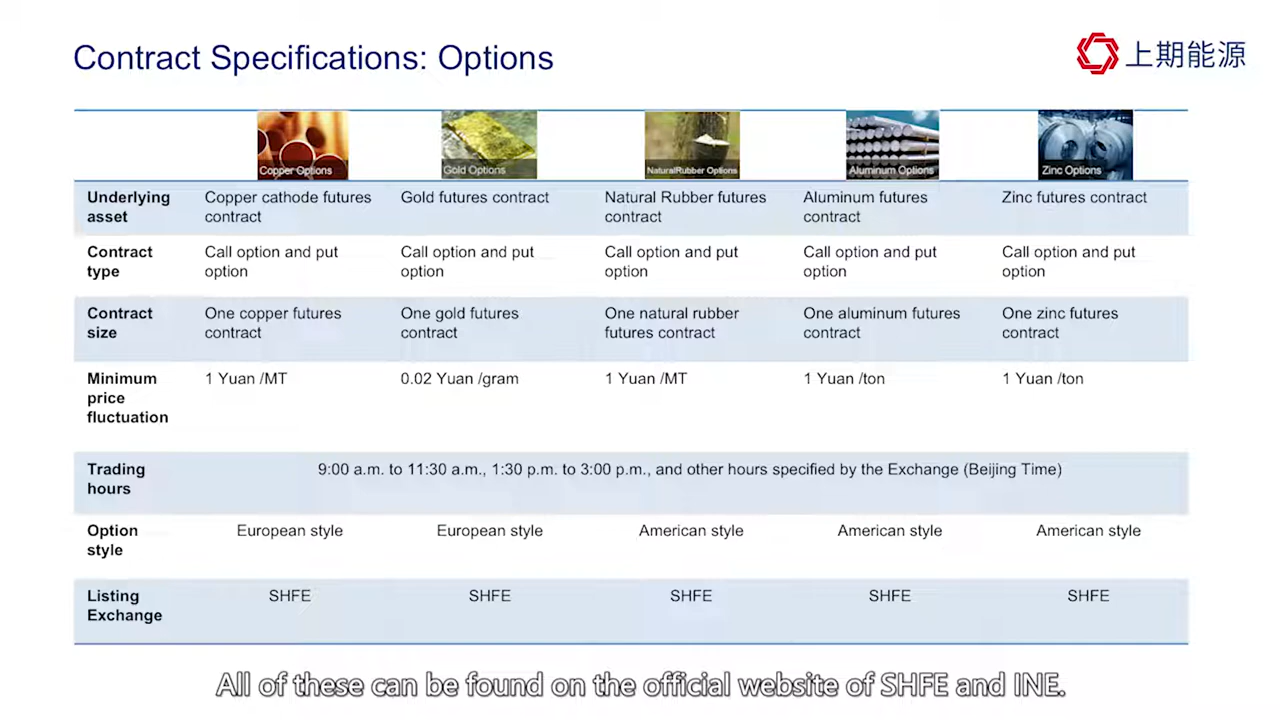 Contract Specifications: Options
上期能源
Copper Options
Gold Options
NaturalRubber Options
Aluminum Options
Zinc Options
Underlying asset
Copper cathode futures contract
Gold futures contract
Natural Rubber futures contract
Aluminum futures contract
Zinc futures contract
Contract type
Call option and put option
Call option and put option
Call option and put option
Call option and put option
Call option and put option
Contract size
One copper futures contract
One gold futures contract
One natural rubber futures contract
One aluminum futures contract
One zinc futures contract
Minimum price fluctuation
1 Yuan /MT
0.02 Yuan /gram
1 Yuan /MT
1 Yuan /ton
1 Yuan /ton
Trading hours
9:00 a.m. to 11:30 a.m., 1:30 p.m. to 3:00 p.m., and other hours specified by the Exchange (Beijing Time)
Option style
European style
European style
American style
American style
American style
Listing Exchange
SHFE
SHFE
SHFE
SHFE
SHFE
All of these can be found on the official website of SHFE and INE.